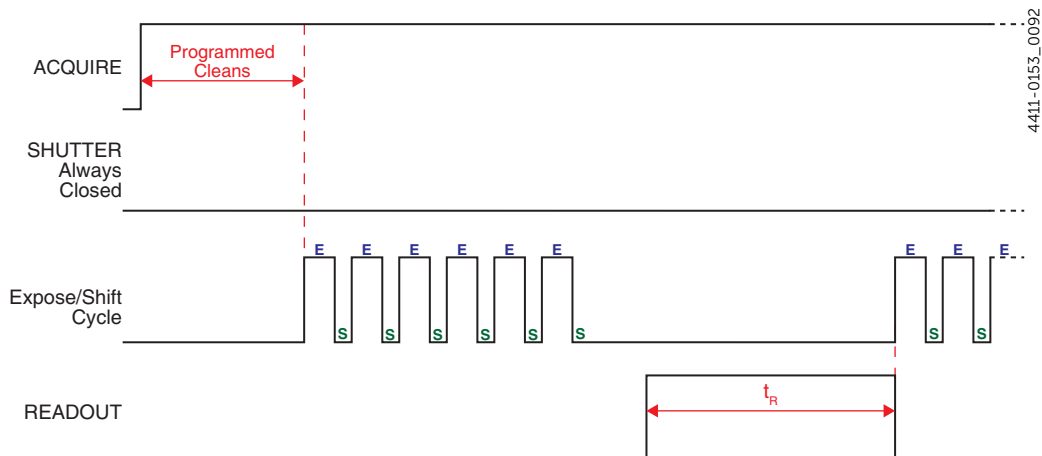 4411-0153_0092
ACQUIRE
Programmed
Cleans
SHUTTER
Always
Closed
E E E E E E E E E
Expose/Shift
Cycle
S S S S S S S S
READOUT
tR